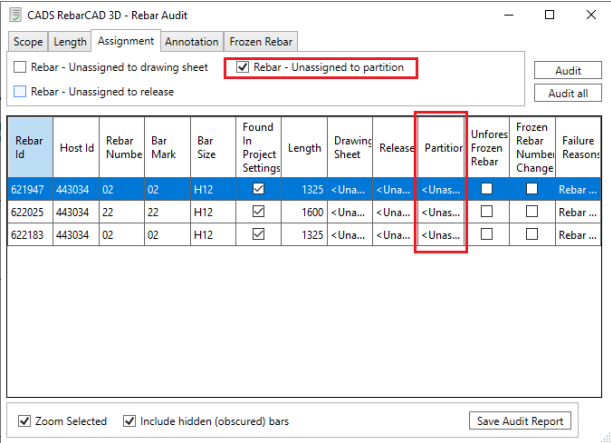 CADS RebarCAD 3D - Rebar Audit
Scope Length Assignment Annotation Frozen Rebar
Rebar - Unassigned to drawing sheet Rebar - Unassigned to partition Audit
Rebar - Unassigned to release Audit all
Rebar Id Host Id Rebar Numbe Bar Mark Bar Size Found In Project Settings Length Drawing Sheet Release Partition Unfores Frozen Rebar Frozen Rebar Number Change Failure Reasons
621947 443034 02 02 H12 1325 <Una... <Una... <Unas... Rebar ...
622025 443034 22 22 H12 1600 <Una... <Una... <Unas... Rebar ...
622183 443034 02 02 H12 1325 <Una... <Una... <Unas... Rebar ...
Zoom Selected Include hidden (obscured) bars Save Audit Report